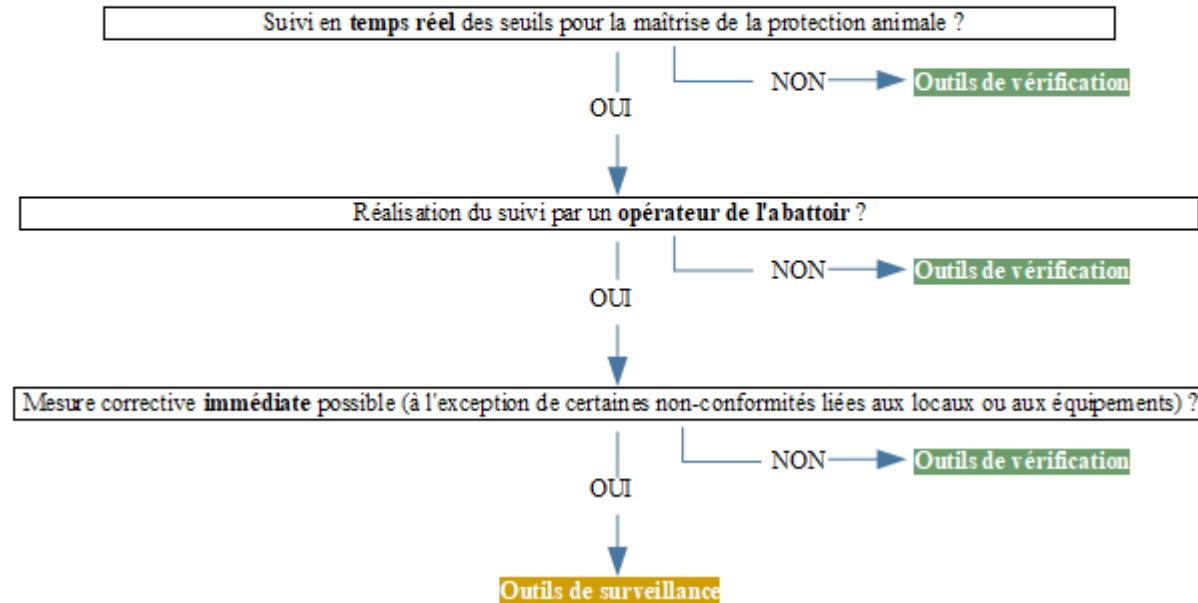 Suivi en temps réel des seuils pour la maîtrise de la protection animale ?
NON
Outils de vérification
OUI
Réalisation du suivi par un opérateur de l'abattoir ?
NON
Outils de vérification
OUI
Mesure corrective immédiate possible (à l'exception de certaines non-conformités liées aux locaux ou aux équipements) ?
NON
Outils de vérification
OUI
Outils de surveillance